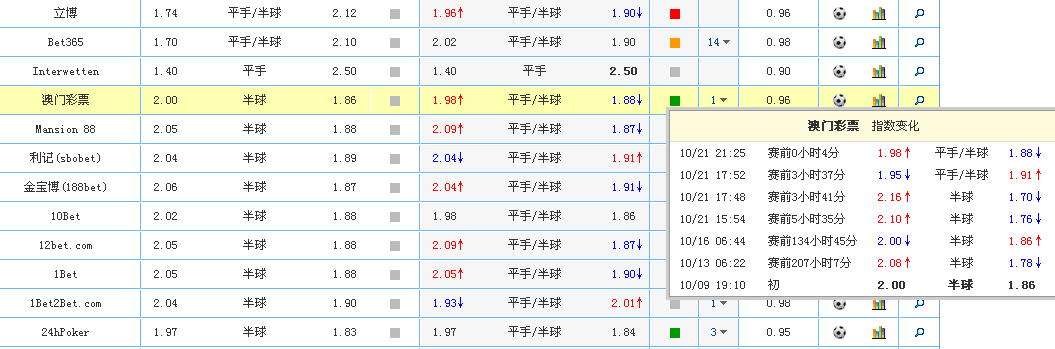 立博 1.74 平手/半球 2.12 1.96↑ 平手/半球 1.90↓ 0.96
Bet365 1.70 平手/半球 2.10 2.02 平手/半球 1.90 14 0.98
Interwetten 1.40 平手 2.50 1.40 平手 2.50 0.90
澳门彩票 2.00 半球 1.86 1.98↑ 平手/半球 1.88↓ 1 0.96
Mansion 88 2.05 半球 1.88 2.09↑ 平手/半球 1.87↓
利记(sbobet) 2.04 半球 1.89 2.04↓ 平手/半球 1.91↑
金宝博(188bet) 2.06 半球 1.87 2.04↑ 平手/半球 1.91↓
10Bet 2.02 半球 1.88 1.98 平手/半球 1.86
12bet.com 2.05 半球 1.88 2.09↑ 平手/半球 1.87↓
1Bet 2.05 半球 1.88 2.05↑ 平手/半球 1.90↓
1Bet2Bet.com 2.04 半球 1.90 1.93↓ 平手/半球 2.01↑ 1 0.98
24hPoker 1.97 半球 1.83 1.97 平手/半球 1.84 3 0.95
澳门彩票 指数变化
10/21 21:25 赛前0小时4分 1.98↑ 平手/半球 1.88↓
10/21 17:52 赛前3小时37分 1.95↓ 平手/半球 1.91↑
10/21 17:48 赛前3小时41分 2.16↑ 半球 1.70↓
10/21 15:54 赛前5小时35分 2.10↑ 半球 1.76↓
10/16 06:44 赛前134小时45分 2.00↓ 半球 1.86↑
10/13 06:22 赛前207小时7分 2.08↑ 半球 1.78↓
10/09 19:10 初 2.00 半球 1.86